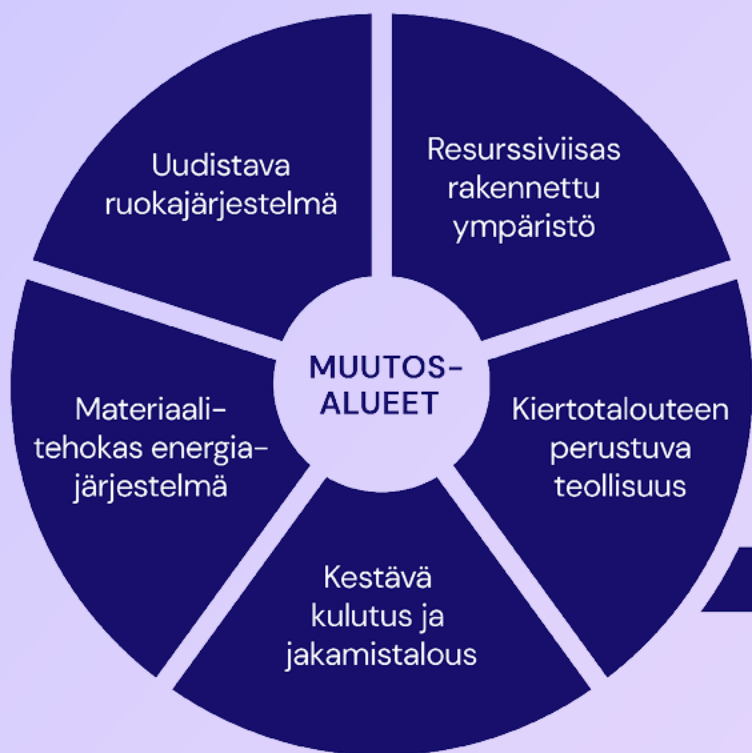 Uudistava
ruokajärjestelmä
Resurssiviisas
rakennettu
ympäristö
MUUTOS-
ALUEET
Materiaali-
tehokas energia-
järjestelmä
Kiertotalouteen
perustuva
teollisuus
Kestävä
kulutus ja
jakamistalous